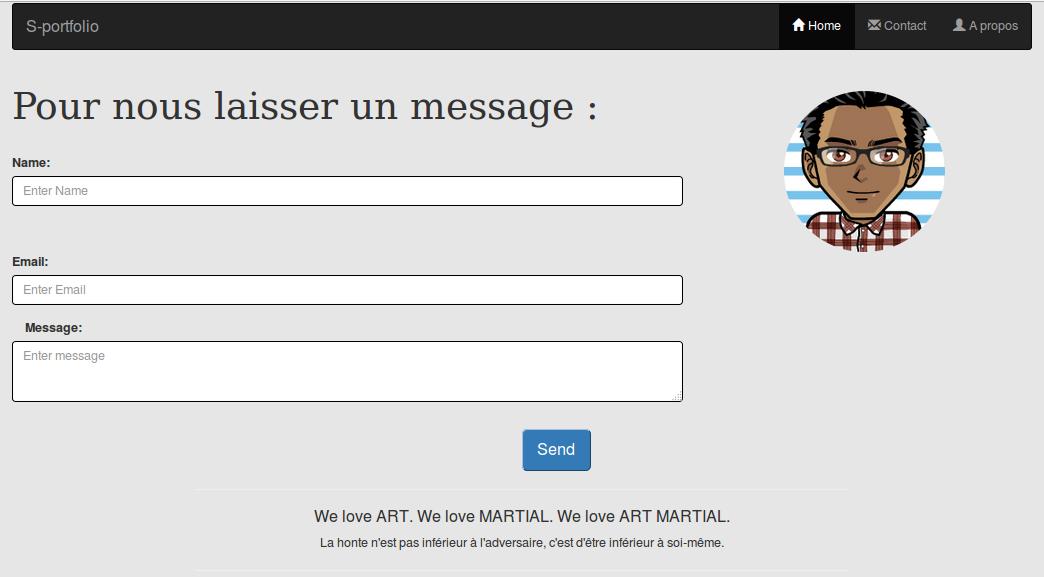 S-portfolio Home Contact A propos
Pour nous laisser un message :
Name:
Enter Name
Email:
Enter Email
Message:
Enter message
Send
We love ART. We love MARTIAL. We love ART MARTIAL.
La honte n'est pas inférieur à l'adversaire, c'est d'être inférieur à soi-même.